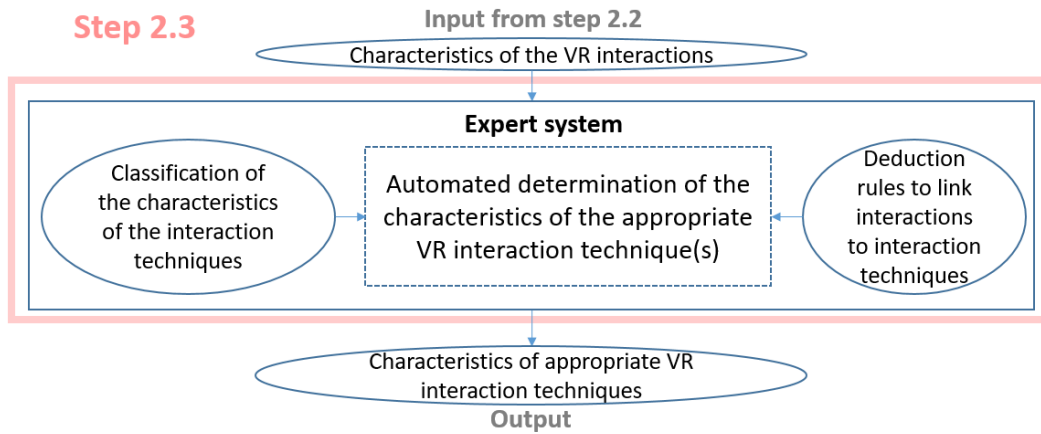 Step 2.3
Input from step 2.2
Characteristics of the VR interactions
Expert system
Classification of
the characteristics
of the interaction
techniques
Automated determination of the
characteristics of the appropriate
VR interaction technique(s)
Deduction
rules to link
interactions
to interaction
techniques
Characteristics of appropriate VR
interaction techniques
Output